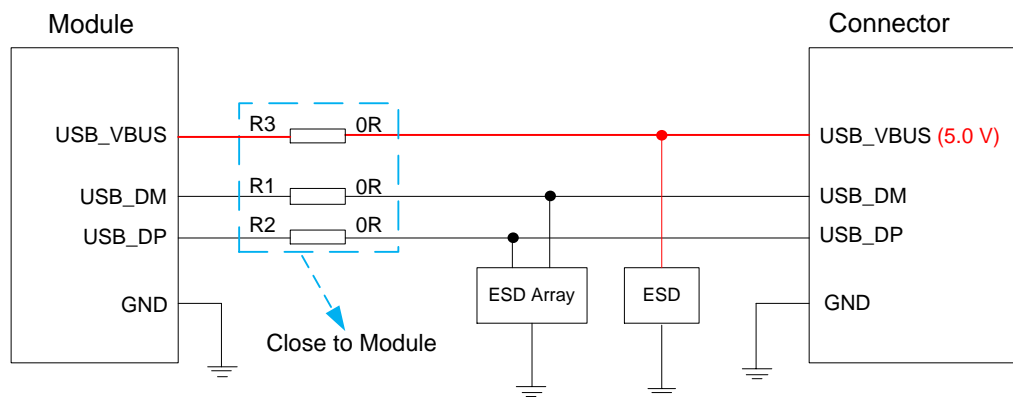 Module
Connector
USB_VBUS
R3
0R
USB_VBUS (5.0 V)
USB_DM
R1
0R
USB_DM
USB_DP
R2
0R
USB_DP
ESD Array
ESD
GND
GND
Close to Module